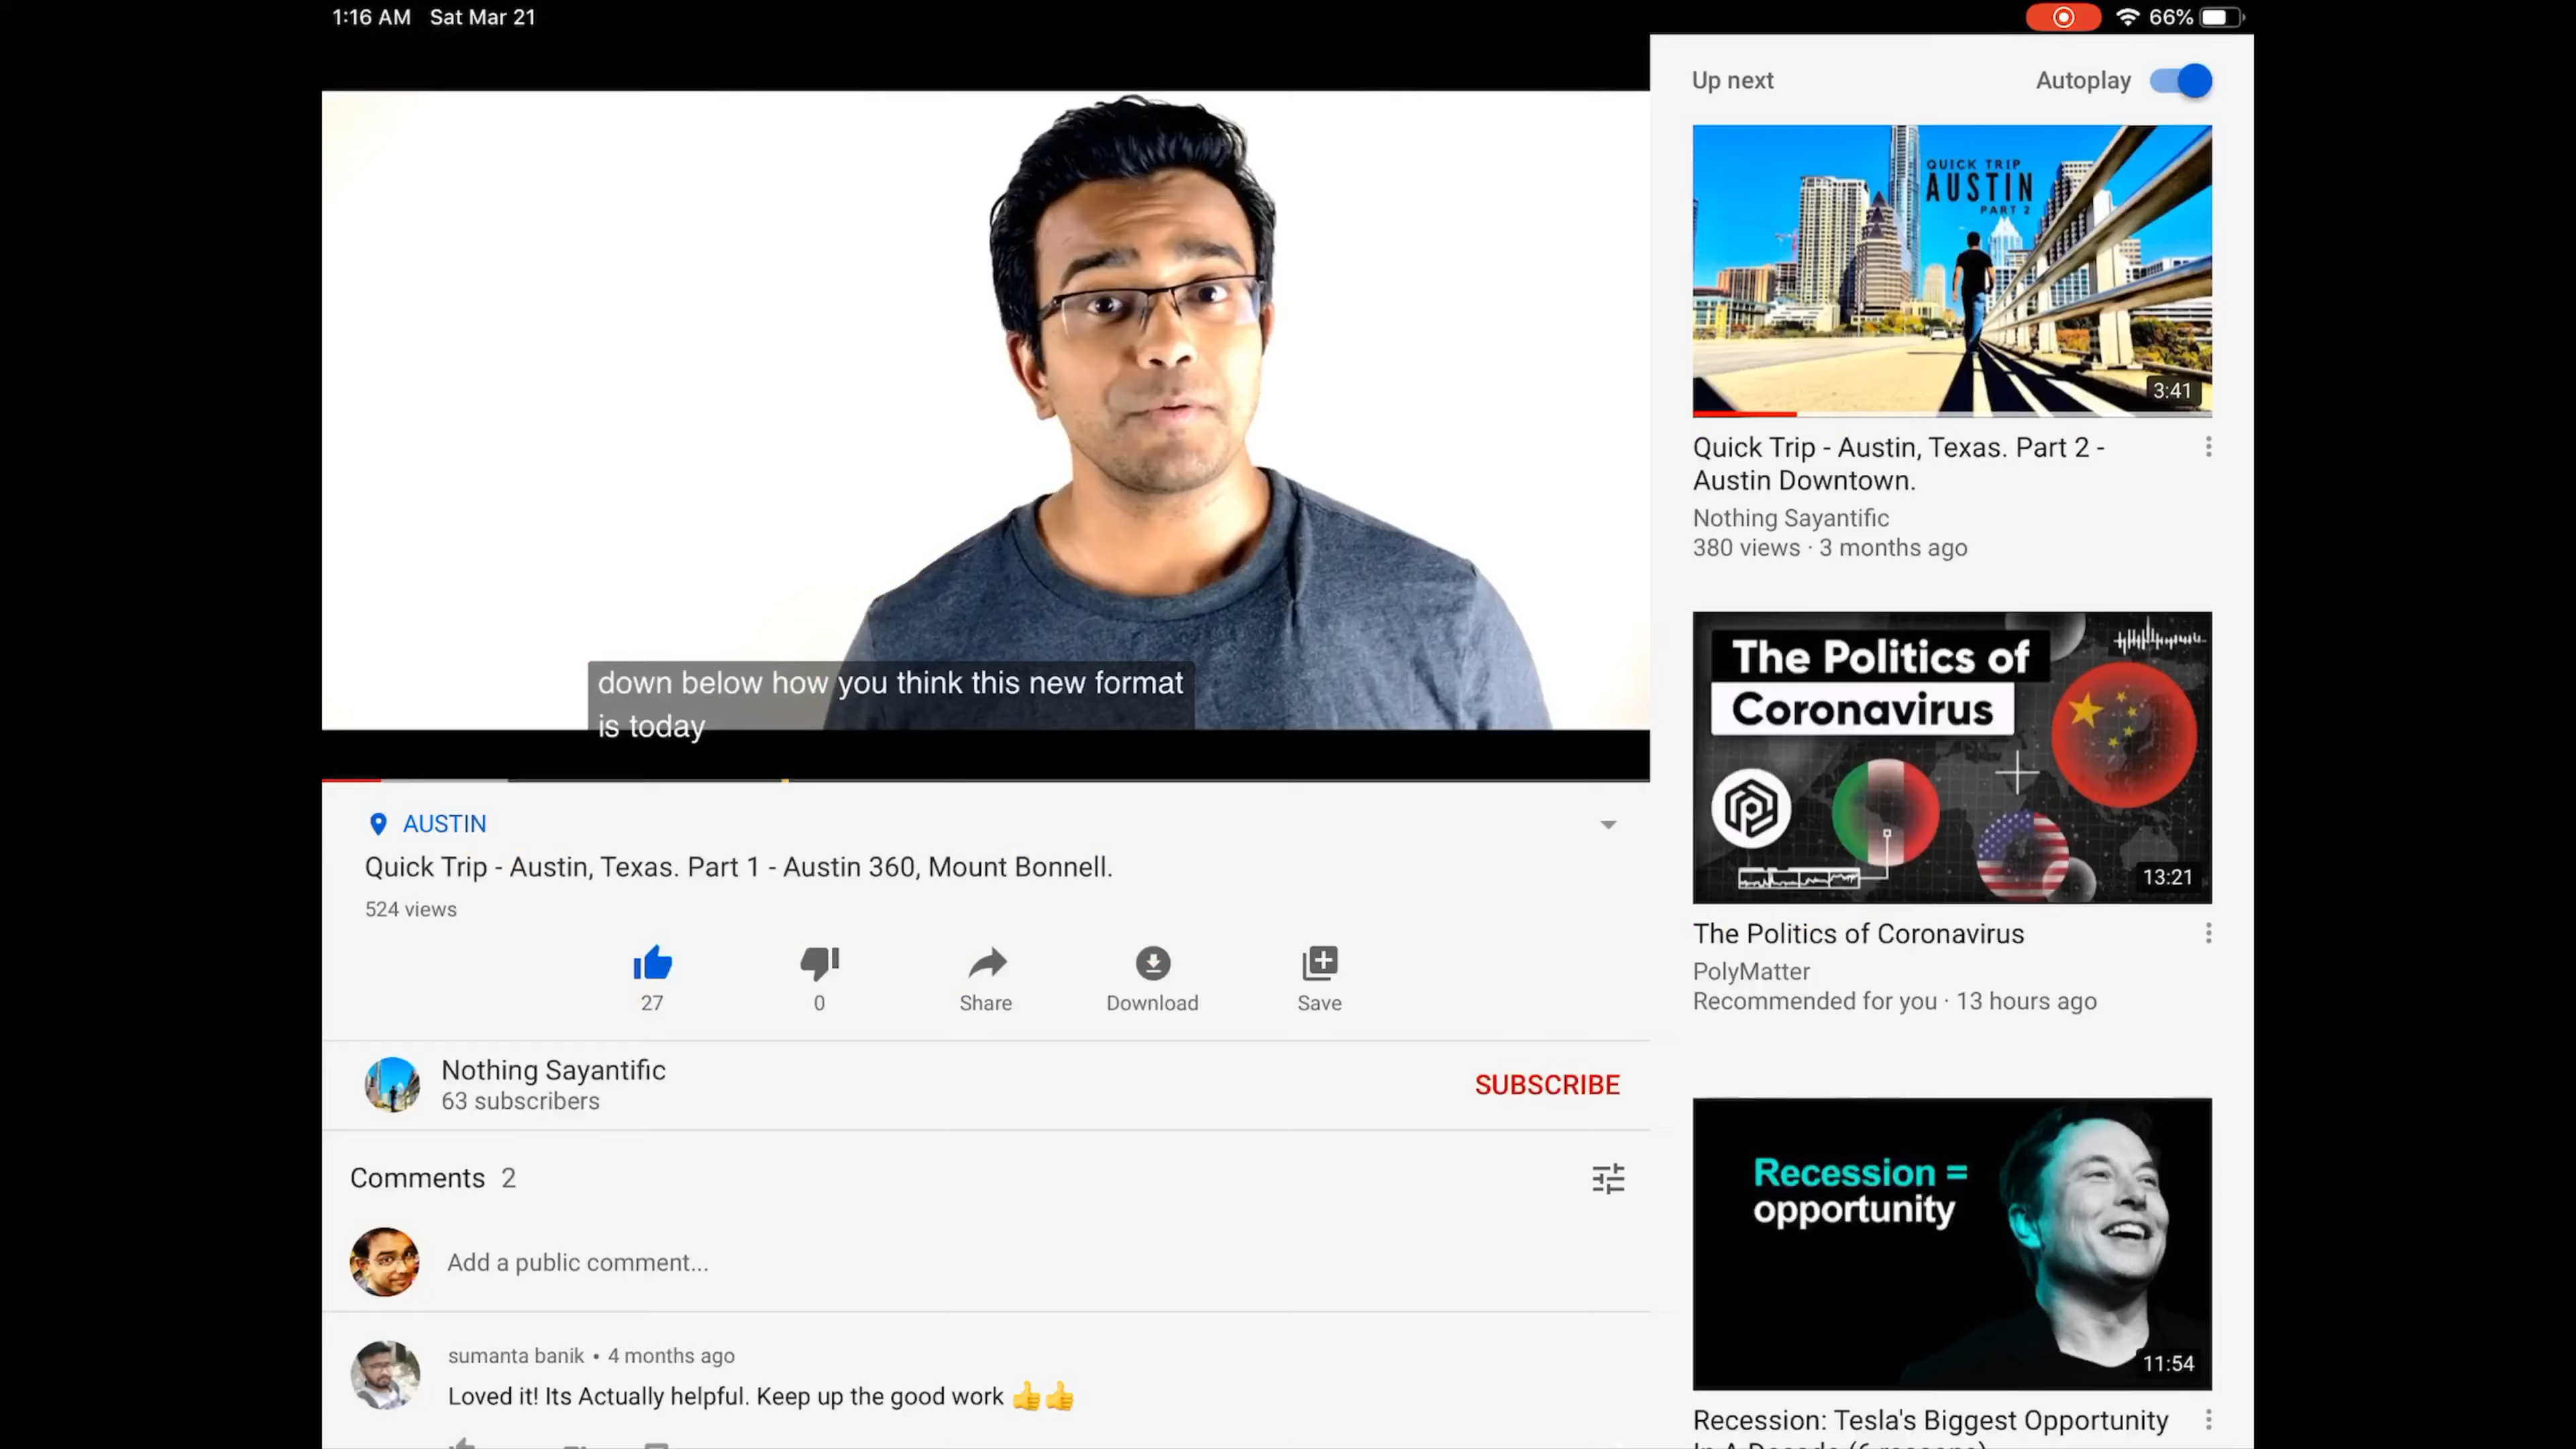 1:16 AM Sat Mar 21
66%
down below how you think this new format
is today
AUSTIN
Quick Trip - Austin, Texas. Part 1 - Austin 360, Mount Bonnell.
524 views
27
0
Share
Download
Save
Nothing Sayantific
63 subscribers
SUBSCRIBE
Comments 2
Add a public comment...
sumanta banik • 4 months ago
Loved it! Its Actually helpful. Keep up the good work 👍👍
Up next
Autoplay
QUICK TRIP
AUSTIN
PART 2
3:41
Quick Trip - Austin, Texas. Part 2 -
Austin Downtown.
Nothing Sayantific
380 views · 3 months ago
The Politics of
Coronavirus
13:21
The Politics of Coronavirus
PolyMatter
Recommended for you · 13 hours ago
Recession =
opportunity
11:54
Recession: Tesla's Biggest Opportunity
In A Decade (6 reasons)